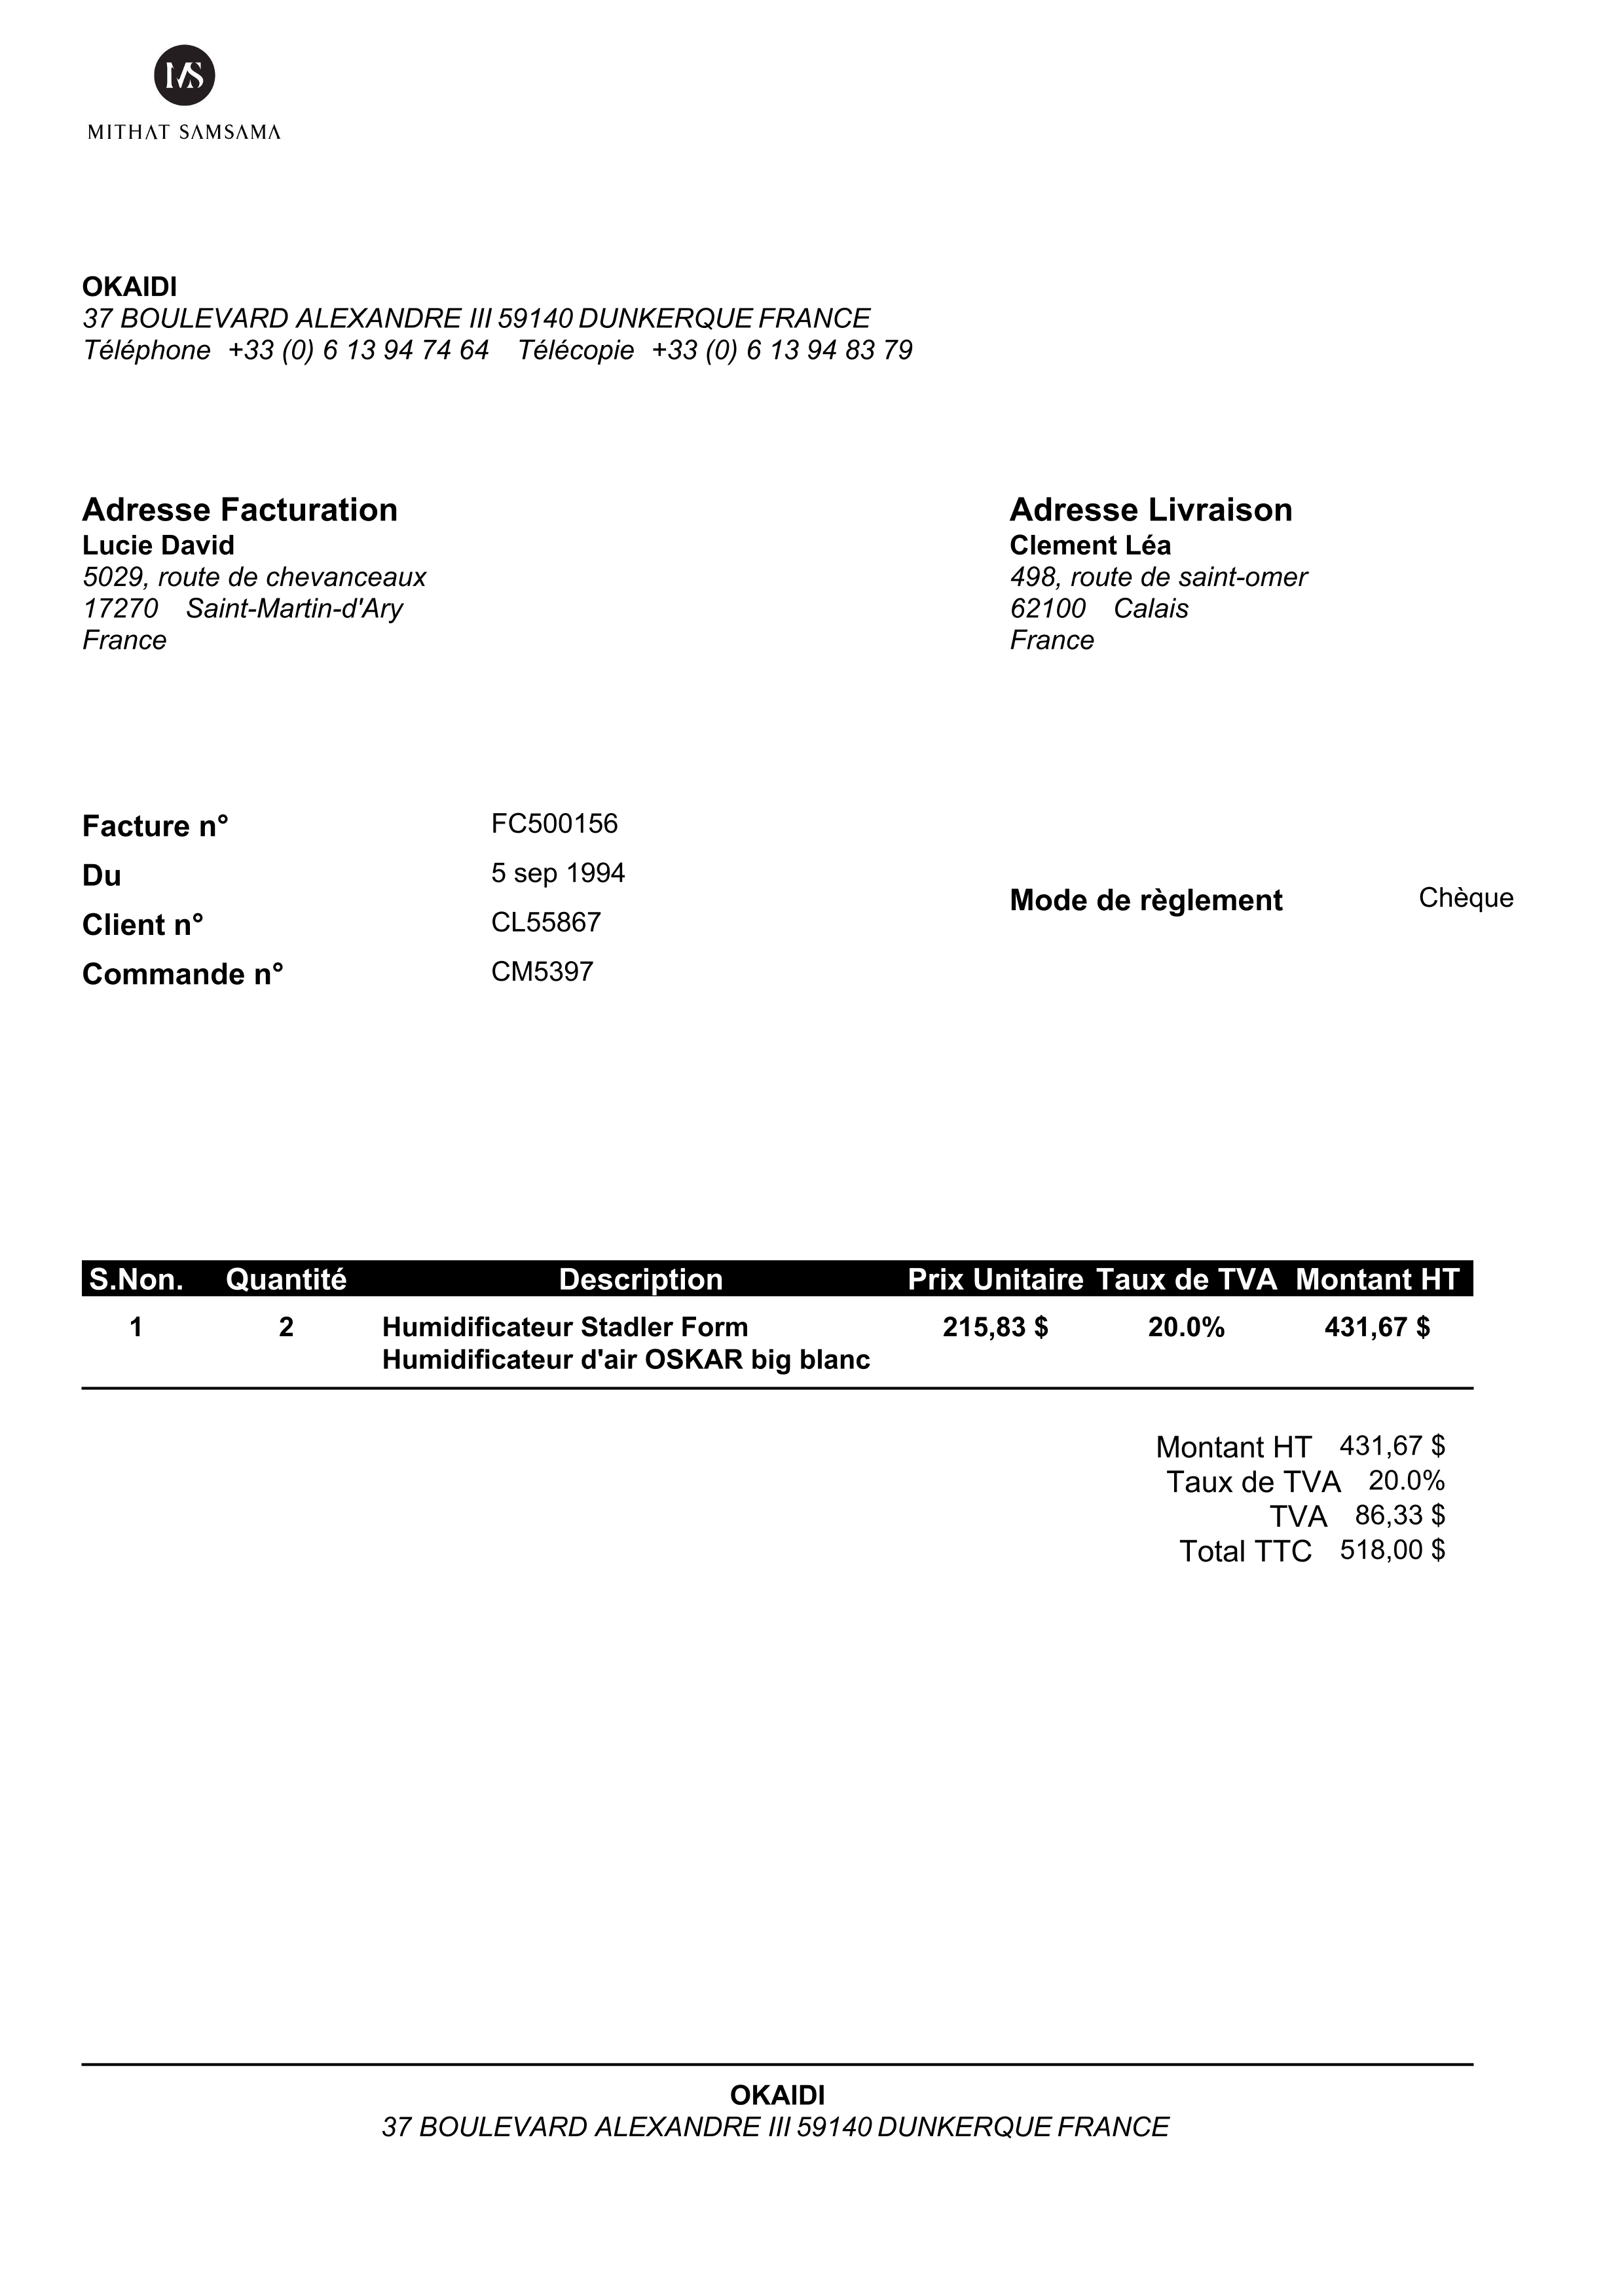 MS
MITHAT SAMSAMA
OKAIDI
37 BOULEVARD ALEXANDRE III 59140 DUNKERQUE FRANCE
Téléphone +33 (0) 6 13 94 74 64 Télécopie +33 (0) 6 13 94 83 79
Adresse Facturation
Lucie David
5029, route de chevanceaux
17270 Saint-Martin-d'Ary
France
Adresse Livraison
Clement Léa
498, route de saint-omer
62100 Calais
France
Facture n° FC500156
Du 5 sep 1994
Client n° CL55867
Commande n° CM5397
Mode de règlement Chèque
S.Non. Quantité Description Prix Unitaire Taux de TVA Montant HT
1 2 Humidificateur Stadler Form 215,83 $ 20.0% 431,67 $
Humidificateur d'air OSKAR big blanc
Montant HT 431,67 $
Taux de TVA 20.0%
TVA 86,33 $
Total TTC 518,00 $
OKAIDI
37 BOULEVARD ALEXANDRE III 59140 DUNKERQUE FRANCE